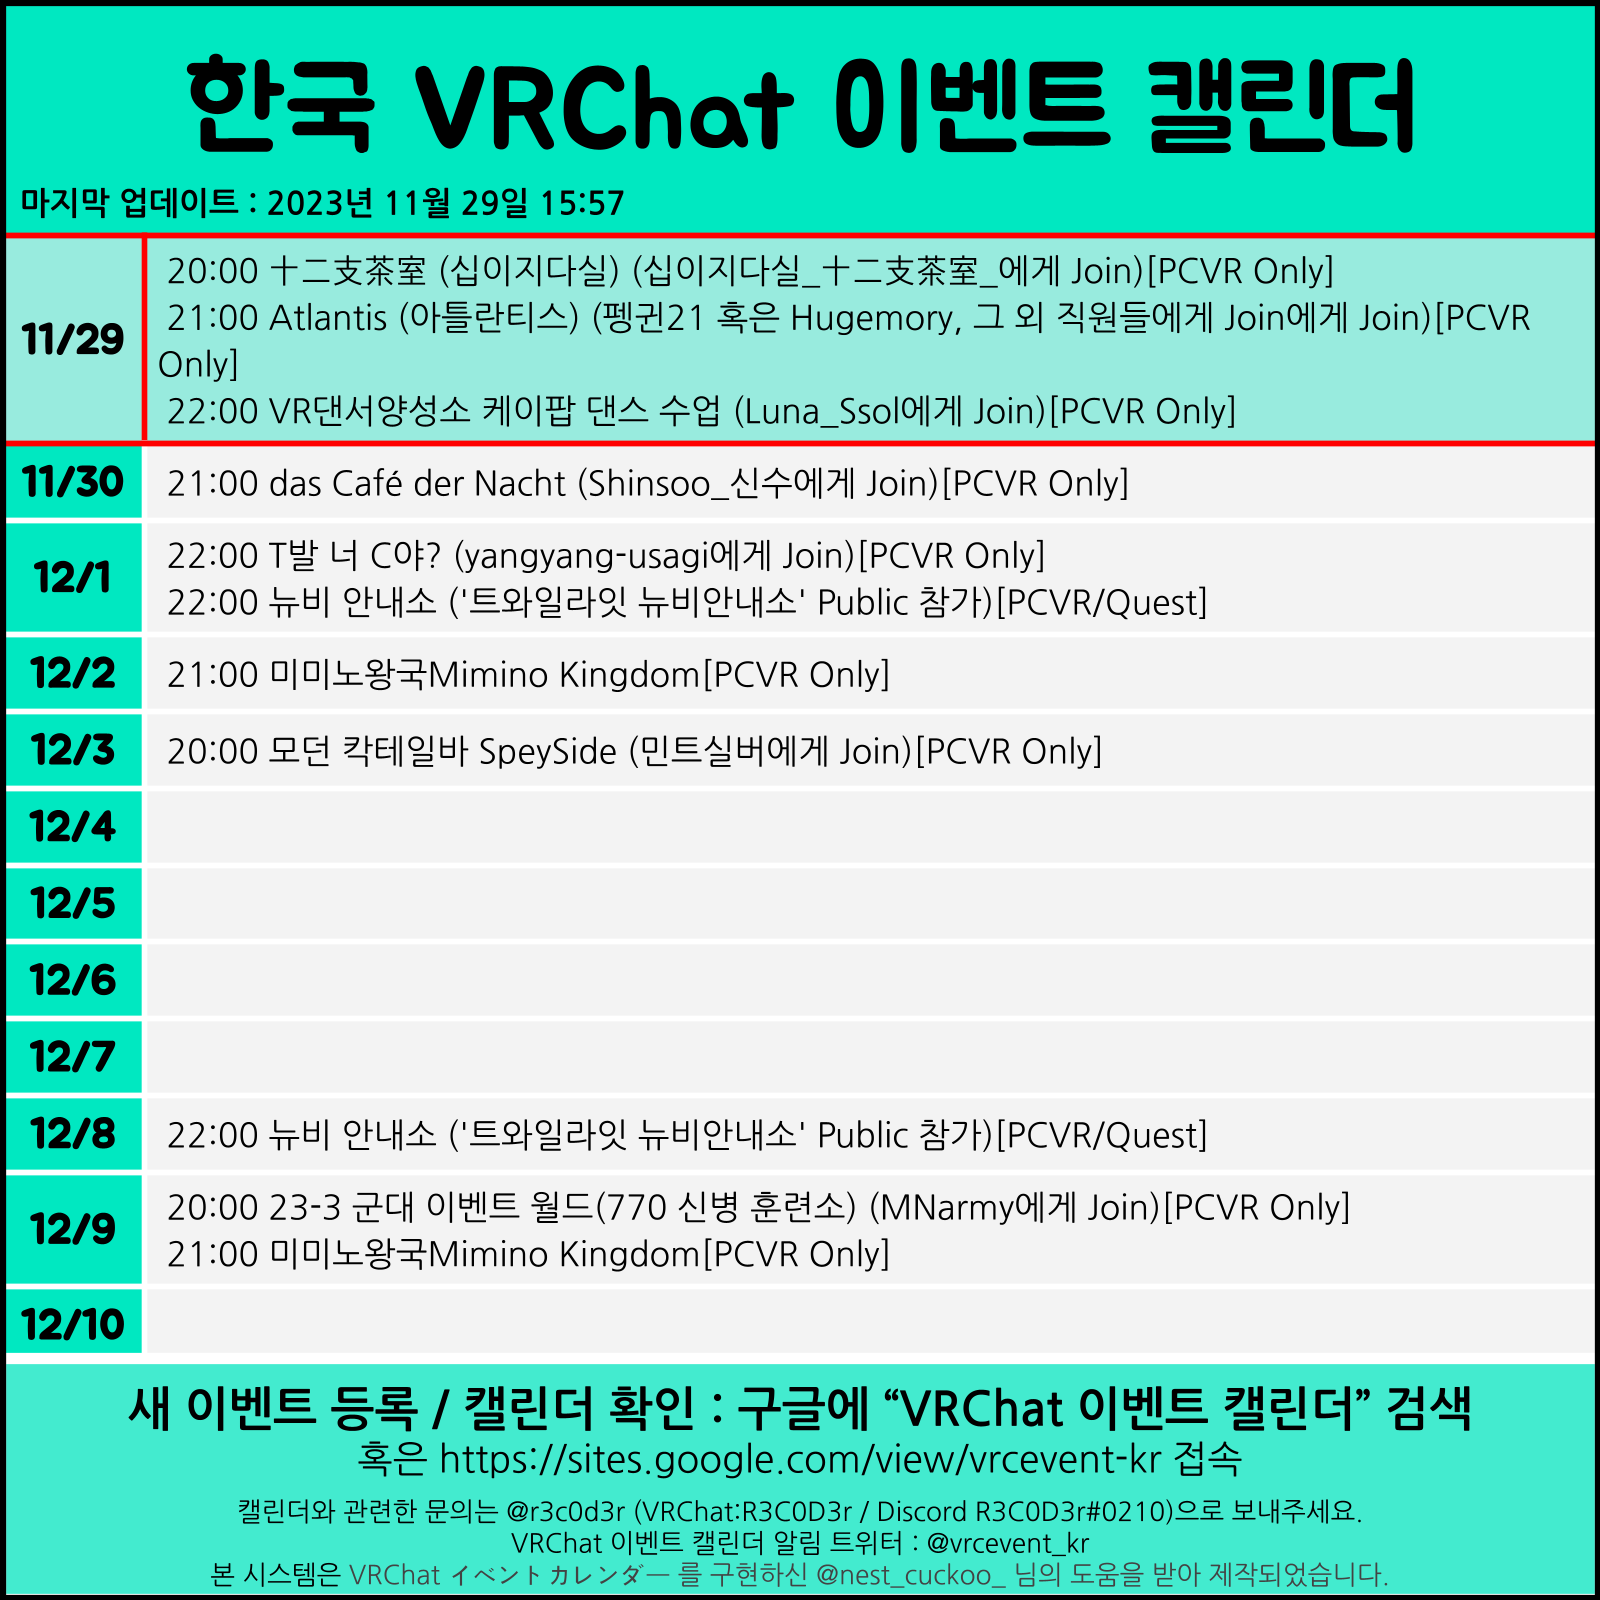 한국 VRChat 이벤트 캘린더
마지막 업데이트 : 2023년 11월 29일 15:57
11/29
20:00 十二支茶室 (십이지다실) (십이지다실_十二支茶室_에게 Join)[PCVR Only]
21:00 Atlantis (아틀란티스) (펭귄21 혹은 Hugemory, 그 외 직원들에게 Join에게 Join)[PCVR
Only]
22:00 VR댄서양성소 케이팝 댄스 수업 (Luna_Ssol에게 Join)[PCVR Only]
11/30
21:00 das Café der Nacht (Shinsoo_신수에게 Join)[PCVR Only]
12/1
22:00 T발 너 C야? (yangyang-usagi에게 Join)[PCVR Only]
22:00 뉴비 안내소 ('트와일라잇 뉴비안내소' Public 참가)[PCVR/Quest]
12/2
21:00 미미노왕국Mimino Kingdom[PCVR Only]
12/3
20:00 모던 칵테일바 SpeySide (민트실버에게 Join)[PCVR Only]
12/4
12/5
12/6
12/7
12/8
22:00 뉴비 안내소 ('트와일라잇 뉴비안내소' Public 참가)[PCVR/Quest]
12/9
20:00 23-3 군대 이벤트 월드(770 신병 훈련소) (MNarmy에게 Join)[PCVR Only]
21:00 미미노왕국Mimino Kingdom[PCVR Only]
12/10
새 이벤트 등록 / 캘린더 확인 : 구글에 “VRChat 이벤트 캘린더” 검색
혹은 https://sites.google.com/view/vrcevent-kr 접속
캘린더와 관련한 문의는 @r3c0d3r (VRChat:R3C0D3r / Discord R3C0D3r#0210)으로 보내주세요.
VRChat 이벤트 캘린더 알림 트위터 : @vrcevent_kr
본 시스템은 VRChat イベントカレンダー 를 구현하신 @nest_cuckoo_ 님의 도움을 받아 제작되었습니다.